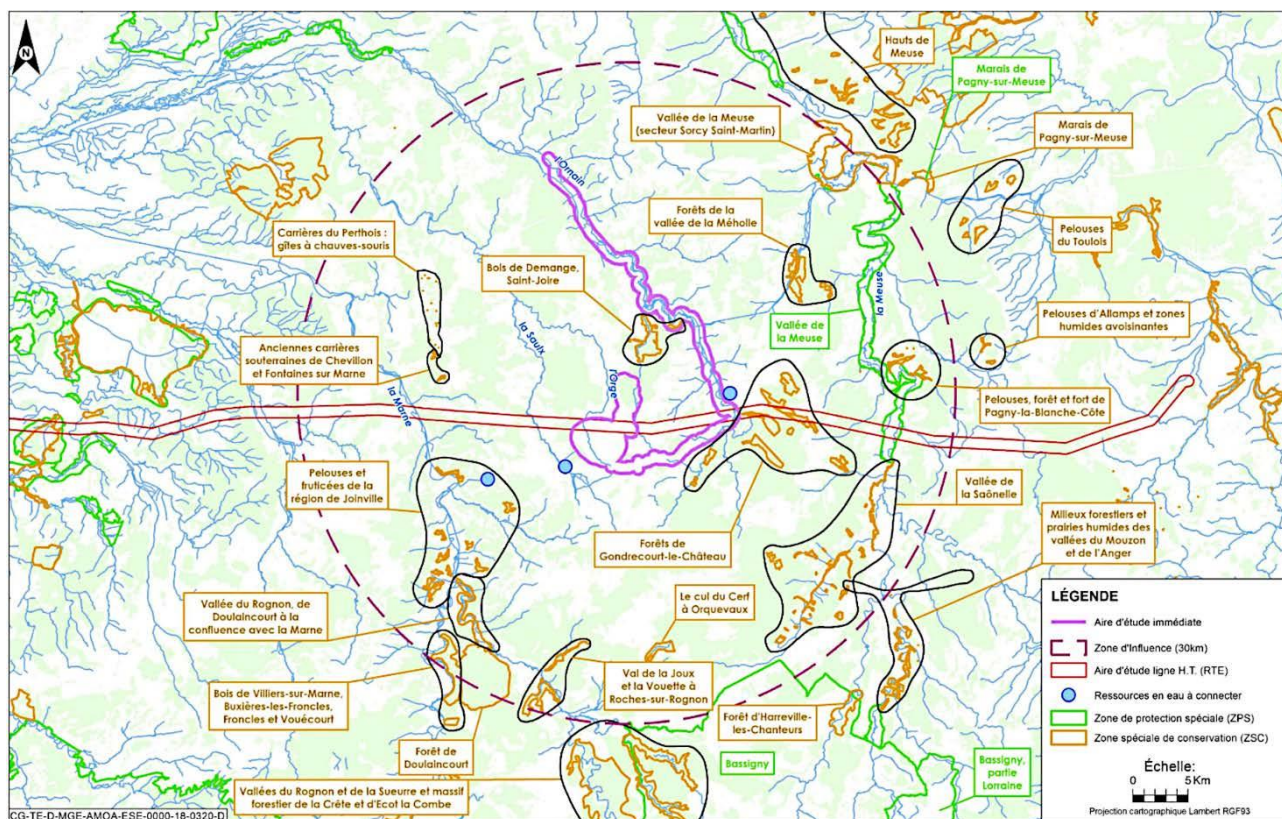 N
Hauts de
Meuse
Marais de
Pagny-sur-Meuse
Vallée de la Meuse
(secteur Sorcy Saint-Martin)
Marais de
Pagny-sur-Meuse
l'Ornain
Forêts de la
vallée de la Méholle
Pelouses
du Toulois
Carrières du Perthois :
gîtes à chauves-souris
Bois de Demange,
Saint-Joire
la Meuse
Vallée de
la Meuse
Pelouses d'Allamps et zones
humides avoisinantes
la Saulx
Anciennes carrières
souterraines de Chevillon
et Fontaines sur Marne
l'Orge
la Marne
Pelouses, forêt et fort de
Pagny-la-Blanche-Côte
Pelouses et
fruticées de la
région de Joinville
Vallée de
la Saônelle
Forêts de
Gondrecourt-le-Château
Milieux forestiers et
prairies humides des
vallées du Mouzon
et de l'Anger
Le cul du Cerf
à Orquevaux
Vallée du Rognon, de
Doulaincourt à
la confluence avec la Marne
Val de la Joux
et la Vouette à
Roches-sur-Rognon
Bois de Villiers-sur-Marne,
Buxières-les-Froncles,
Froncles et Vouécourt
Forêt d'Harreville-
les-Chanteurs
Forêt de
Doulaincourt
Bassigny
Bassigny,
partie
Lorraine
Vallées du Rognon et de la Sueurre et massif
forestier de la Crête et d'Ecot la Combe
LÉGENDE
Aire d'étude immédiate
Zone d'Influence (30km)
Aire d'étude ligne H.T. (RTE)
Ressources en eau à connecter
Zone de protection spéciale (ZPS)
Zone spéciale de conservation (ZSC)
Échelle:
0 5 Km
Projection cartographique Lambert RGF93
CG-TE-D-MGE-AMOA-ESE-0000-18-0320-D